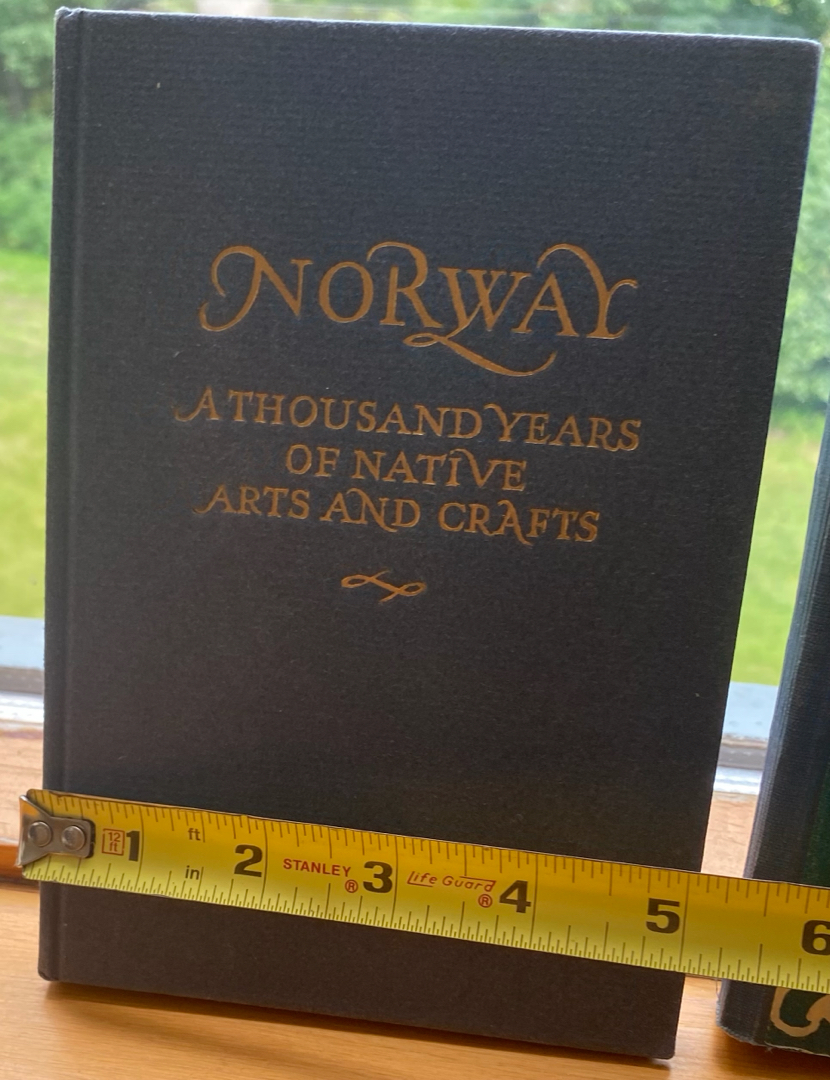 NORWAY
A THOUSAND YEARS
OF NATIVE
ARTS AND CRAFTS
12 ft 1 ft in 2 STANLEY ® 3 Life Guard ® 4 5 6